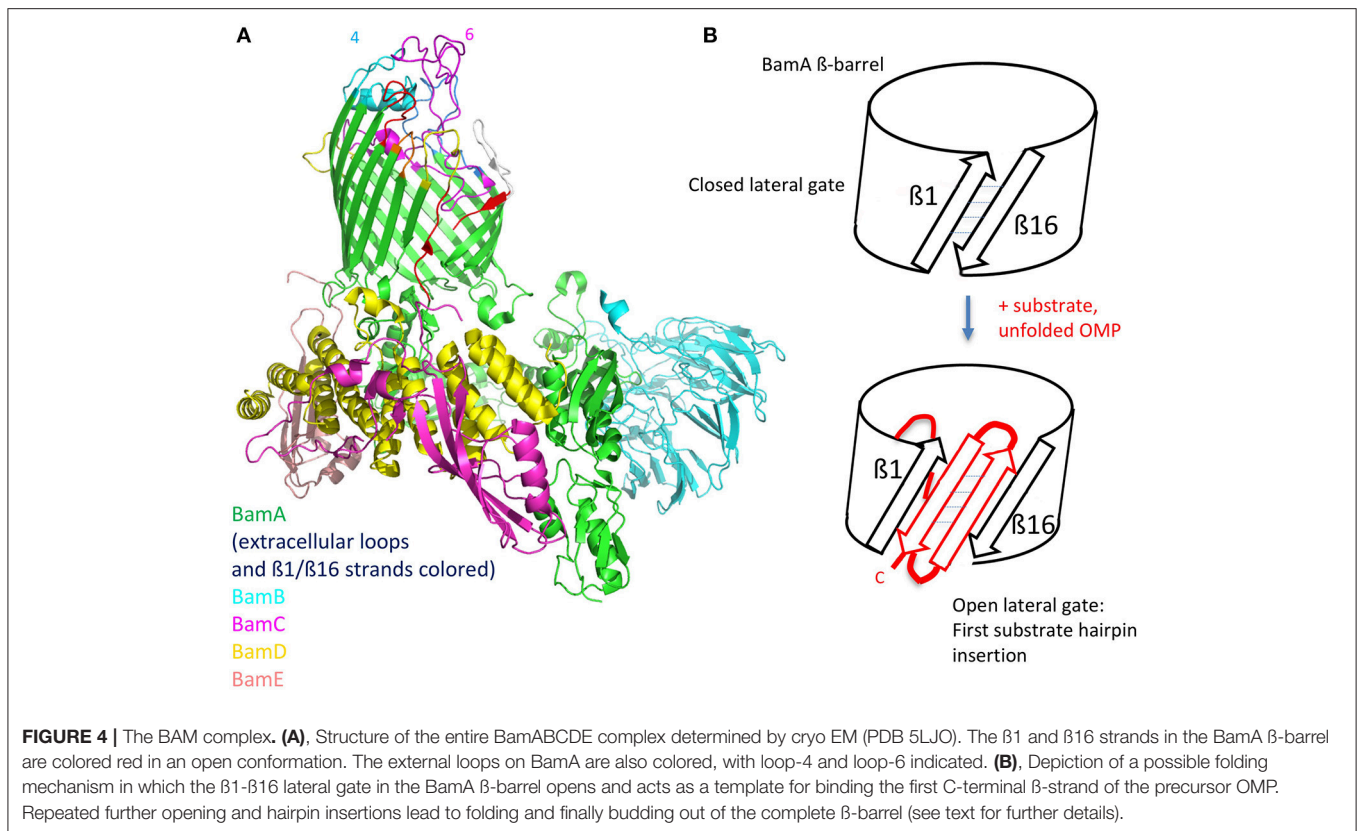 A
4
6
BamA
(extracellular loops
and ß1/ß16 strands colored)
BamB
BamC
BamD
BamE
B
BamA ß-barrel
Closed lateral gate
ß1
ß16
+ substrate,
unfolded OMP
ß1
ß16
C
Open lateral gate:
First substrate hairpin
insertion
FIGURE 4 | The BAM complex. (A), Structure of the entire BamABCDE complex determined by cryo EM (PDB 5LJO). The ß1 and ß16 strands in the BamA ß-barrel
are colored red in an open conformation. The external loops on BamA are also colored, with loop-4 and loop-6 indicated. (B), Depiction of a possible folding
mechanism in which the ß1-ß16 lateral gate in the BamA ß-barrel opens and acts as a template for binding the first C-terminal ß-strand of the precursor OMP.
Repeated further opening and hairpin insertions lead to folding and finally budding out of the complete ß-barrel (see text for further details).